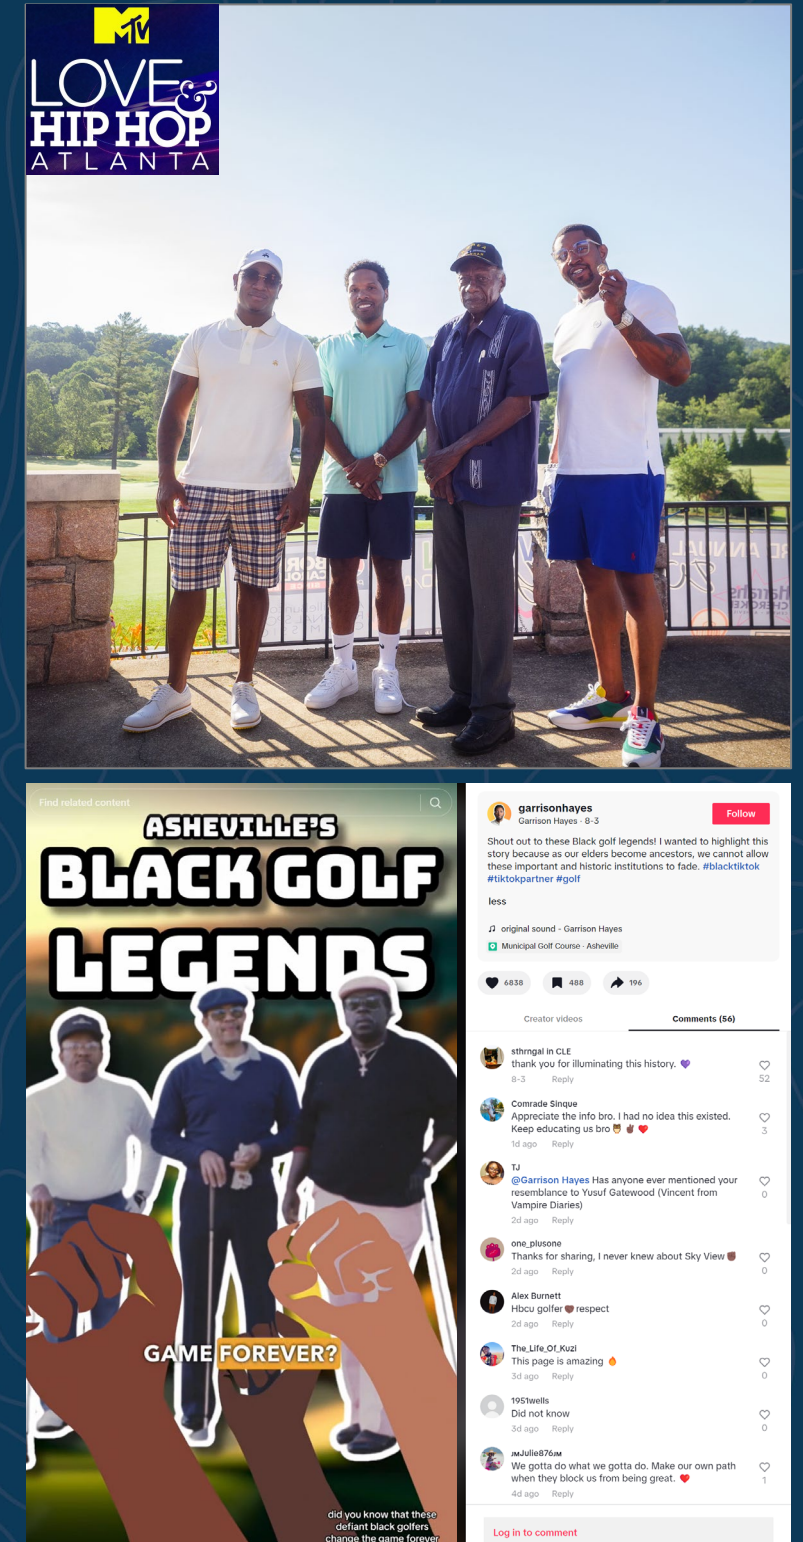 MTV
LOVE &
HIP HOP
ATLANTA
Find related content
ASHEVILLE'S
BLACK GOLF
LEGENDS
GAME FOREVER?
did you know that these
defiant black golfers
change the game forever
garrisonhayes
Garrison Hayes · 8-3
Follow
Shout out to these Black golf legends! I wanted to highlight this
story because as our elders become ancestors, we cannot allow
these important and historic institutions to fade. #blacktiktok
#tiktokpartner #golf
less
original sound - Garrison Hayes
Municipal Golf Course · Asheville
6838
488
196
Creator videos
Comments (56)
sthrngal in CLE
thank you for illuminating this history. 💜
8-3 Reply
52
Comrade Sinque
Appreciate the info bro. I had no idea this existed.
Keep educating us bro
1d ago Reply
3
TJ
@Garrison Hayes Has anyone ever mentioned your
resemblance to Yusuf Gatewood (Vincent from
Vampire Diaries)
2d ago Reply
0
one_plusone
Thanks for sharing, I never knew about Sky View
2d ago Reply
0
Alex Burnett
Hbcu golfer respect
2d ago Reply
0
The_Life_Of_Kuzi
This page is amazing 🔥
3d ago Reply
0
1951wells
Did not know
3d ago Reply
0
ᴊᴍJulie876ᴊᴍ
We gotta do what we gotta do. Make our own path
when they block us from being great. ❤️
4d ago Reply
1
Log in to comment